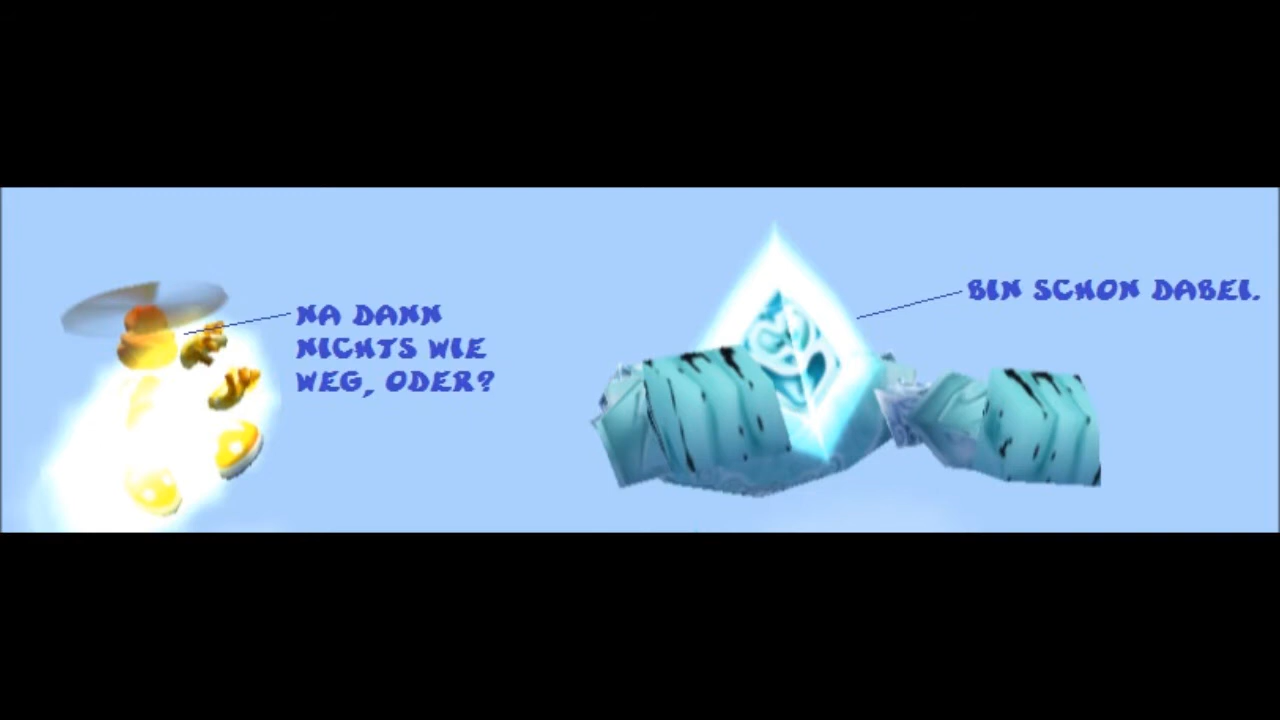 NA DANN
NICHTS WIE
WEG, ODER?
BIN SCHON DABEI.